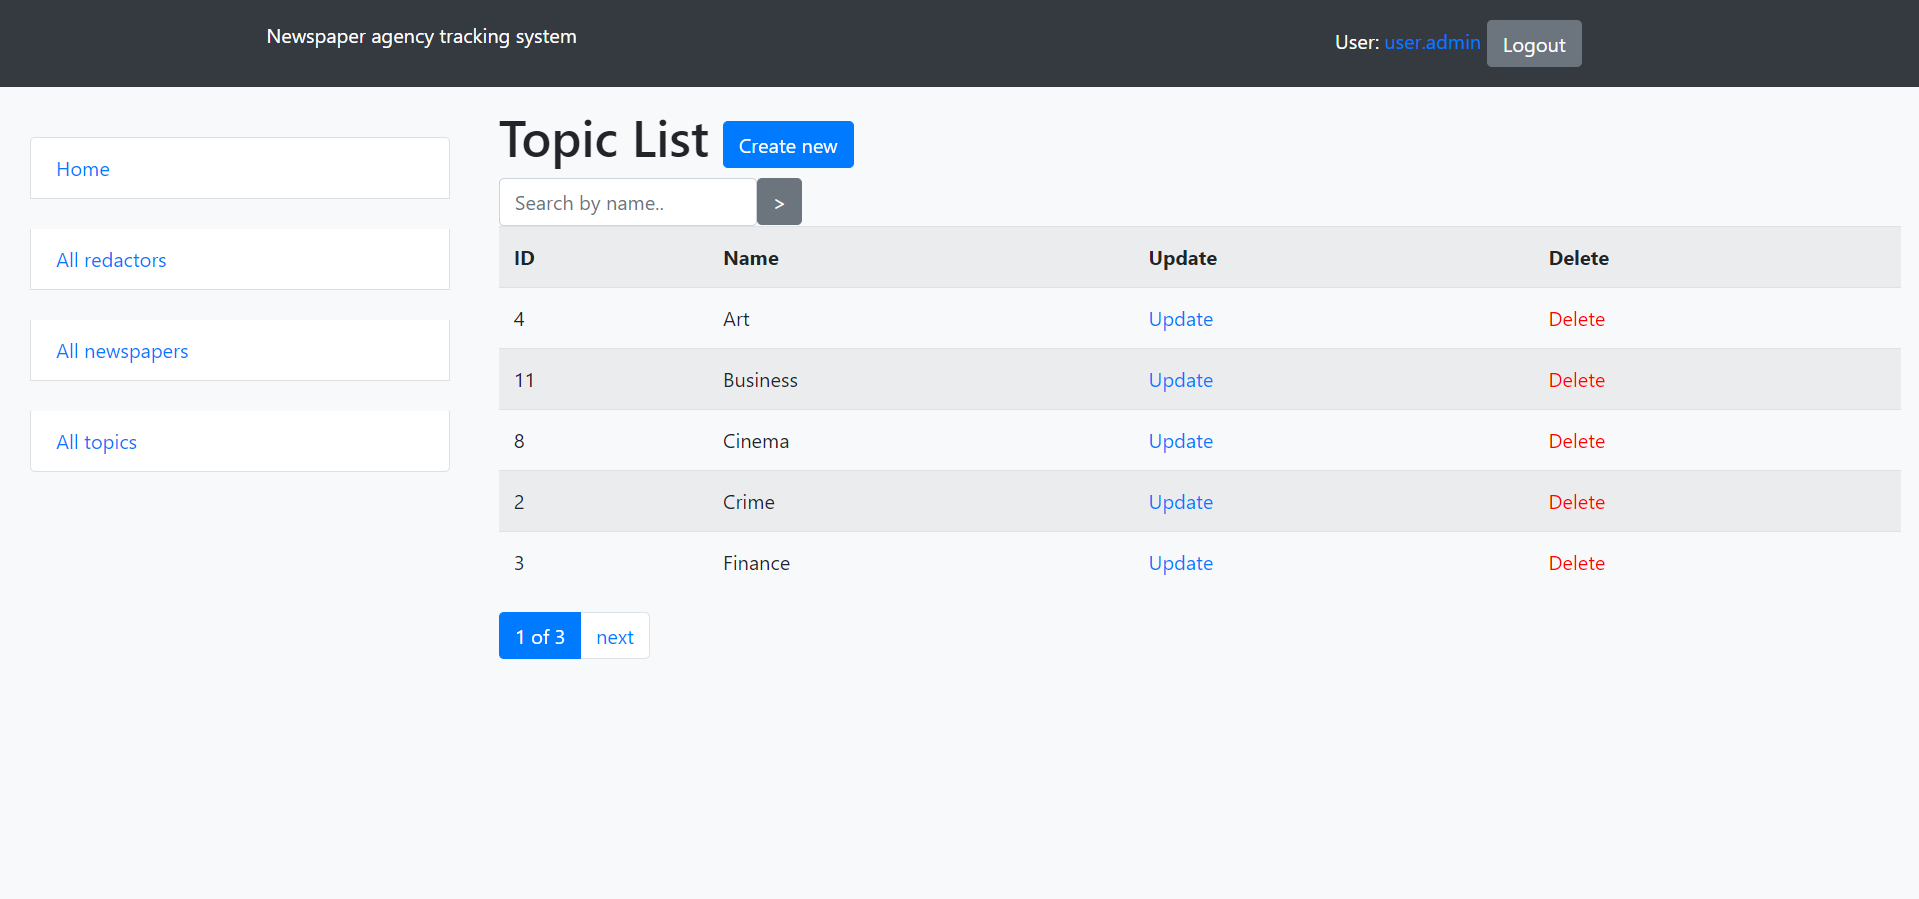 Newspaper agency tracking system
User: user.admin Logout
Home
All redactors
All newspapers
All topics
Topic List Create new
Search by name.. >
ID Name Update Delete
4 Art Update Delete
11 Business Update Delete
8 Cinema Update Delete
2 Crime Update Delete
3 Finance Update Delete
1 of 3 next